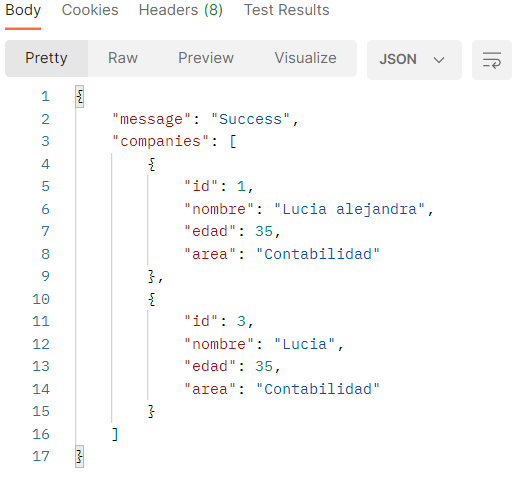 Body Cookies Headers (8) Test Results
Pretty Raw Preview Visualize JSON
1 {
2 "message": "Success",
3 "companies": [
4 {
5 "id": 1,
6 "nombre": "Lucia alejandra",
7 "edad": 35,
8 "area": "Contabilidad"
9 },
10 {
11 "id": 3,
12 "nombre": "Lucia",
13 "edad": 35,
14 "area": "Contabilidad"
15 }
16 ]
17 }